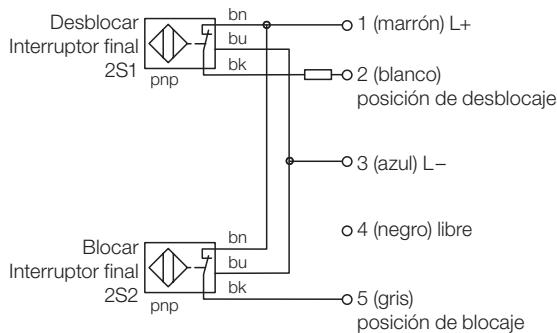 Desblocar
Interruptor final
2S1
pnp
bn
bu
bk
1 (marrón) L+
2 (blanco)
posición de desblocaje
3 (azul) L–
4 (negro) libre
Blocar
Interruptor final
2S2
pnp
bn
bu
bk
5 (gris)
posición de blocaje